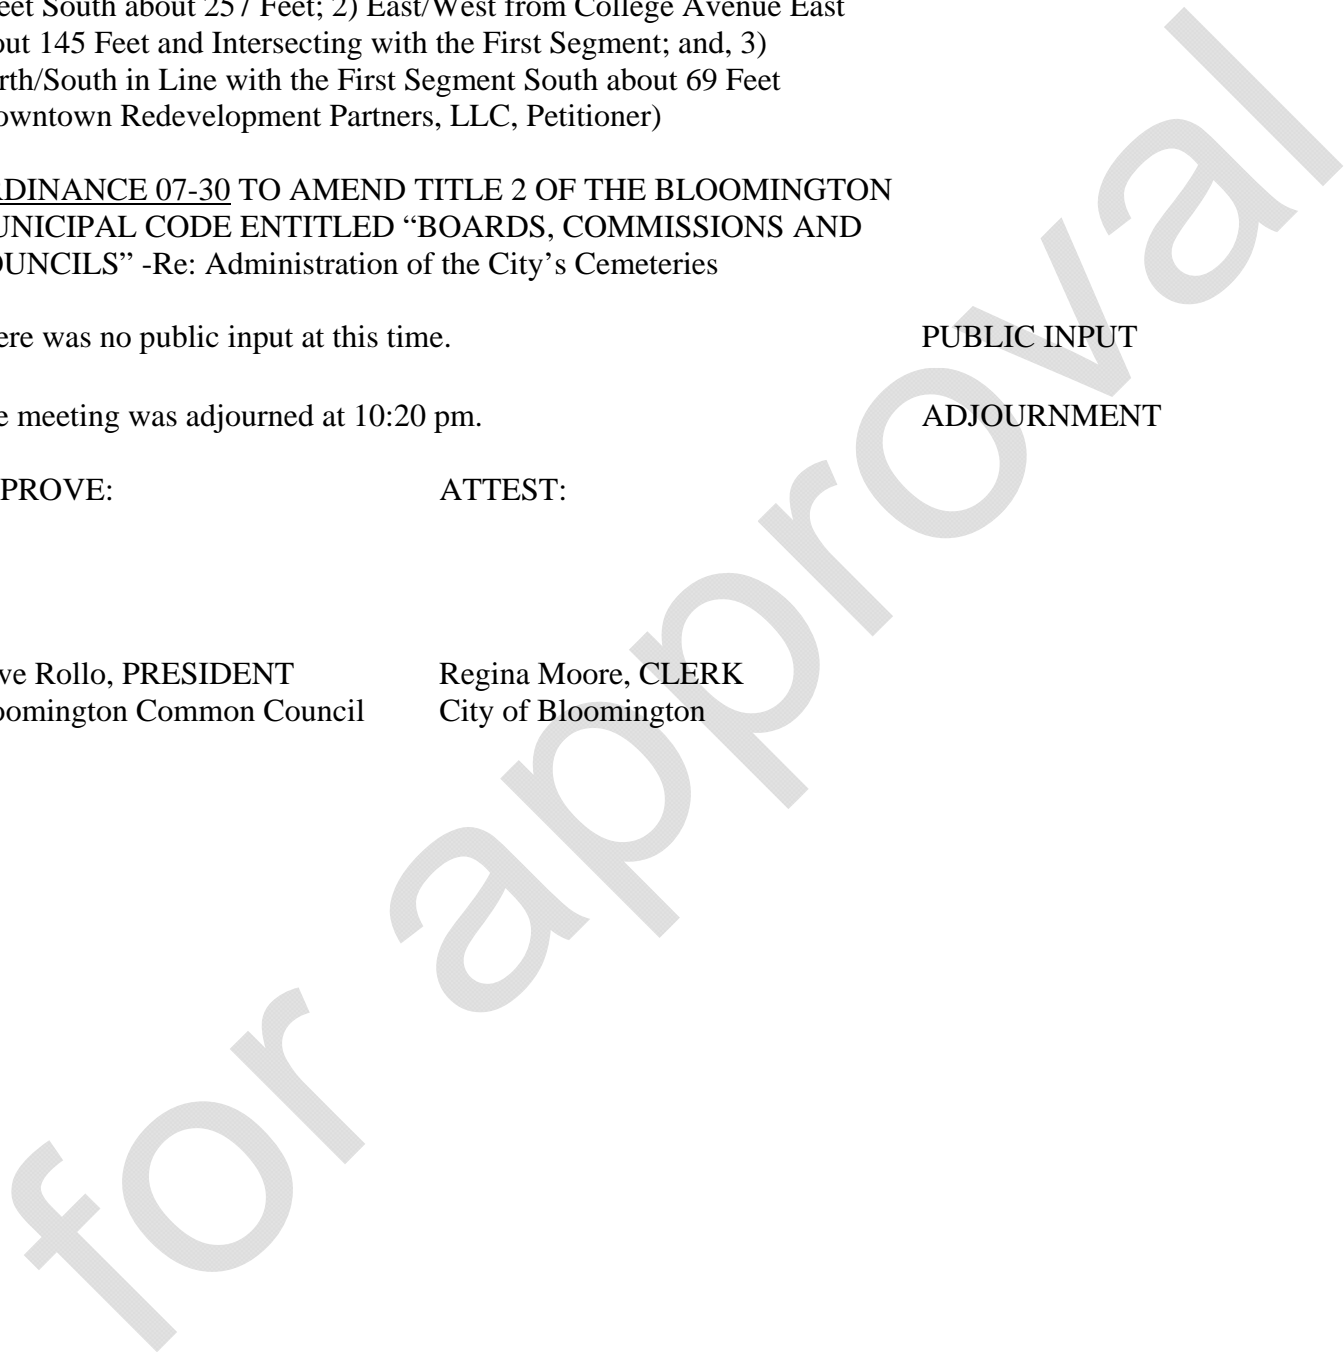 eet South about 257 Feet; 2) East/West from College Avenue East
out 145 Feet and Intersecting with the First Segment; and, 3)
rth/South in Line with the First Segment South about 69 Feet
owntown Redevelopment Partners, LLC, Petitioner)
RDINANCE 07-30 TO AMEND TITLE 2 OF THE BLOOMINGTON
UNICIPAL CODE ENTITLED “BOARDS, COMMISSIONS AND
OUNCILS” -Re: Administration of the City’s Cemeteries
ere was no public input at this time. PUBLIC INPUT
e meeting was adjourned at 10:20 pm. ADJOURNMENT
PROVE: ATTEST:
ve Rollo, PRESIDENT Regina Moore, CLERK
oomington Common Council City of Bloomington
for approval